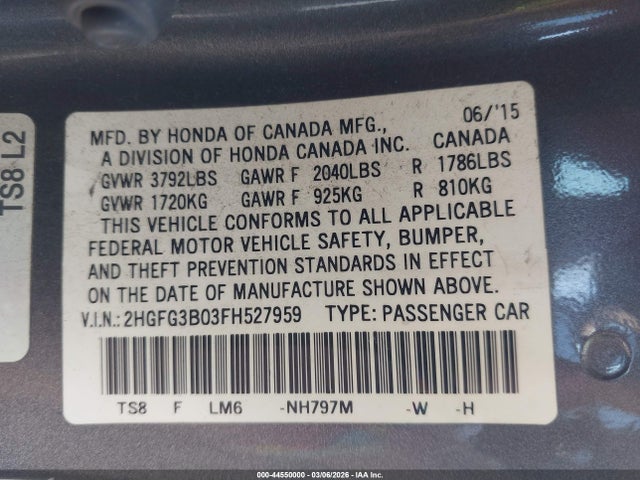 TS8-L2
06/'15
MFD. BY HONDA OF CANADA MFG., CANADA
A DIVISION OF HONDA CANADA INC.
GVWR 3792LBS GAWR F 2040LBS R 1786LBS
GVWR 1720KG GAWR F 925KG R 810KG
THIS VEHICLE CONFORMS TO ALL APPLICABLE
FEDERAL MOTOR VEHICLE SAFETY, BUMPER,
AND THEFT PREVENTION STANDARDS IN EFFECT
ON THE DATE OF MANUFACTURE SHOWN ABOVE.
V.I.N.: 2HGFG3B03FH527959 TYPE: PASSENGER CAR
TS8 F LM6 -NH797M -W -H
000-44550000 - 03/06/2026 - IAA Inc.